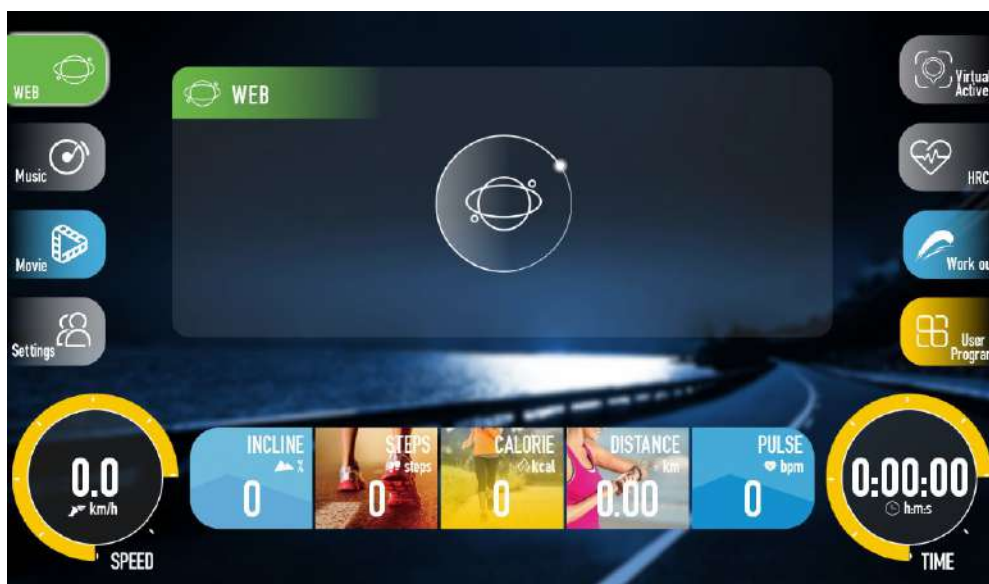 WEB
Music
Movie
Settings
WEB
Virtual
Active
HRC
Work ou
User
Program
INCLINE
%
0
STEPS
steps
0
CALORIE
kcal
0
DISTANCE
km
0.00
PULSE
bpm
0
0.0
km/h
SPEED
0:00:00
h:m:s
TIME